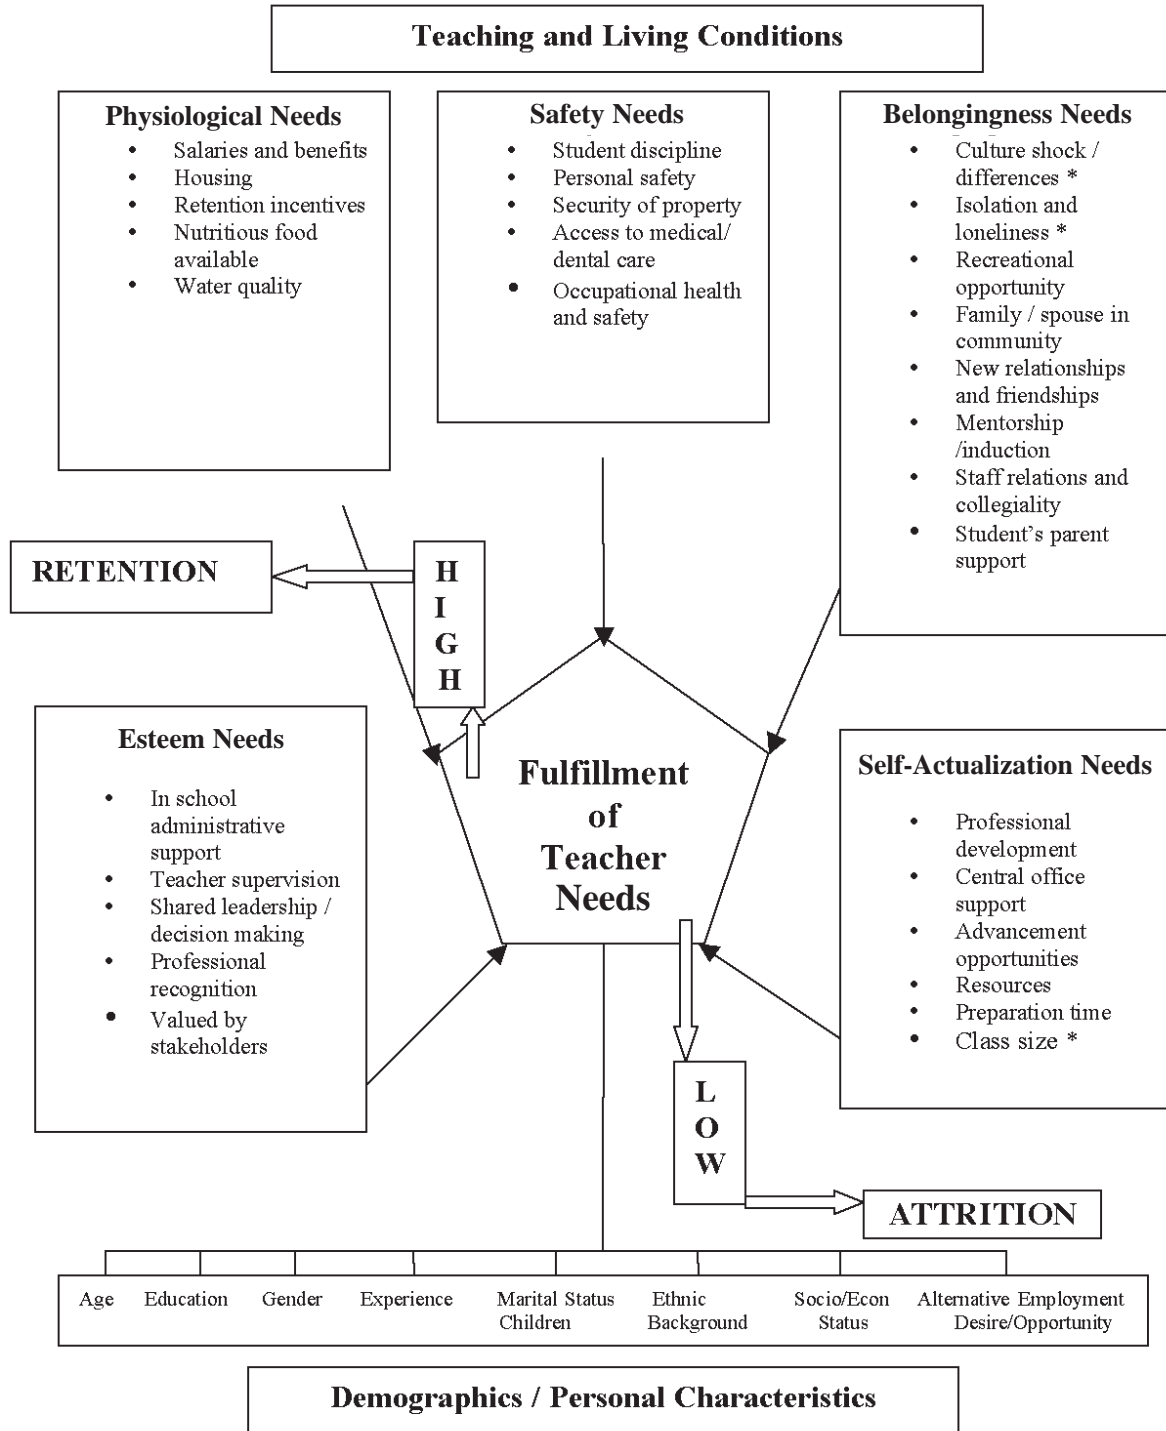 Teaching and Living Conditions
Physiological Needs
• Salaries and benefits
• Housing
• Retention incentives
• Nutritious food
available
• Water quality
Safety Needs
• Student discipline
• Personal safety
• Security of property
• Access to medical/
dental care
• Occupational health
and safety
Belongingness Needs
• Culture shock /
differences *
• Isolation and
loneliness *
• Recreational
opportunity
• Family / spouse in
community
• New relationships
and friendships
• Mentorship
/induction
• Staff relations and
collegiality
• Student’s parent
support
RETENTION
H
I
G
H
Esteem Needs
• In school
administrative
support
• Teacher supervision
• Shared leadership /
decision making
• Professional
recognition
• Valued by
stakeholders
Fulfillment
of
Teacher
Needs
Self-Actualization Needs
• Professional
development
• Central office
support
• Advancement
opportunities
• Resources
• Preparation time
• Class size *
L
O
W
ATTRITION
Age
Education
Gender
Experience
Marital Status
Children
Ethnic
Background
Socio/Econ
Status
Alternative Employment
Desire/Opportunity
Demographics / Personal Characteristics